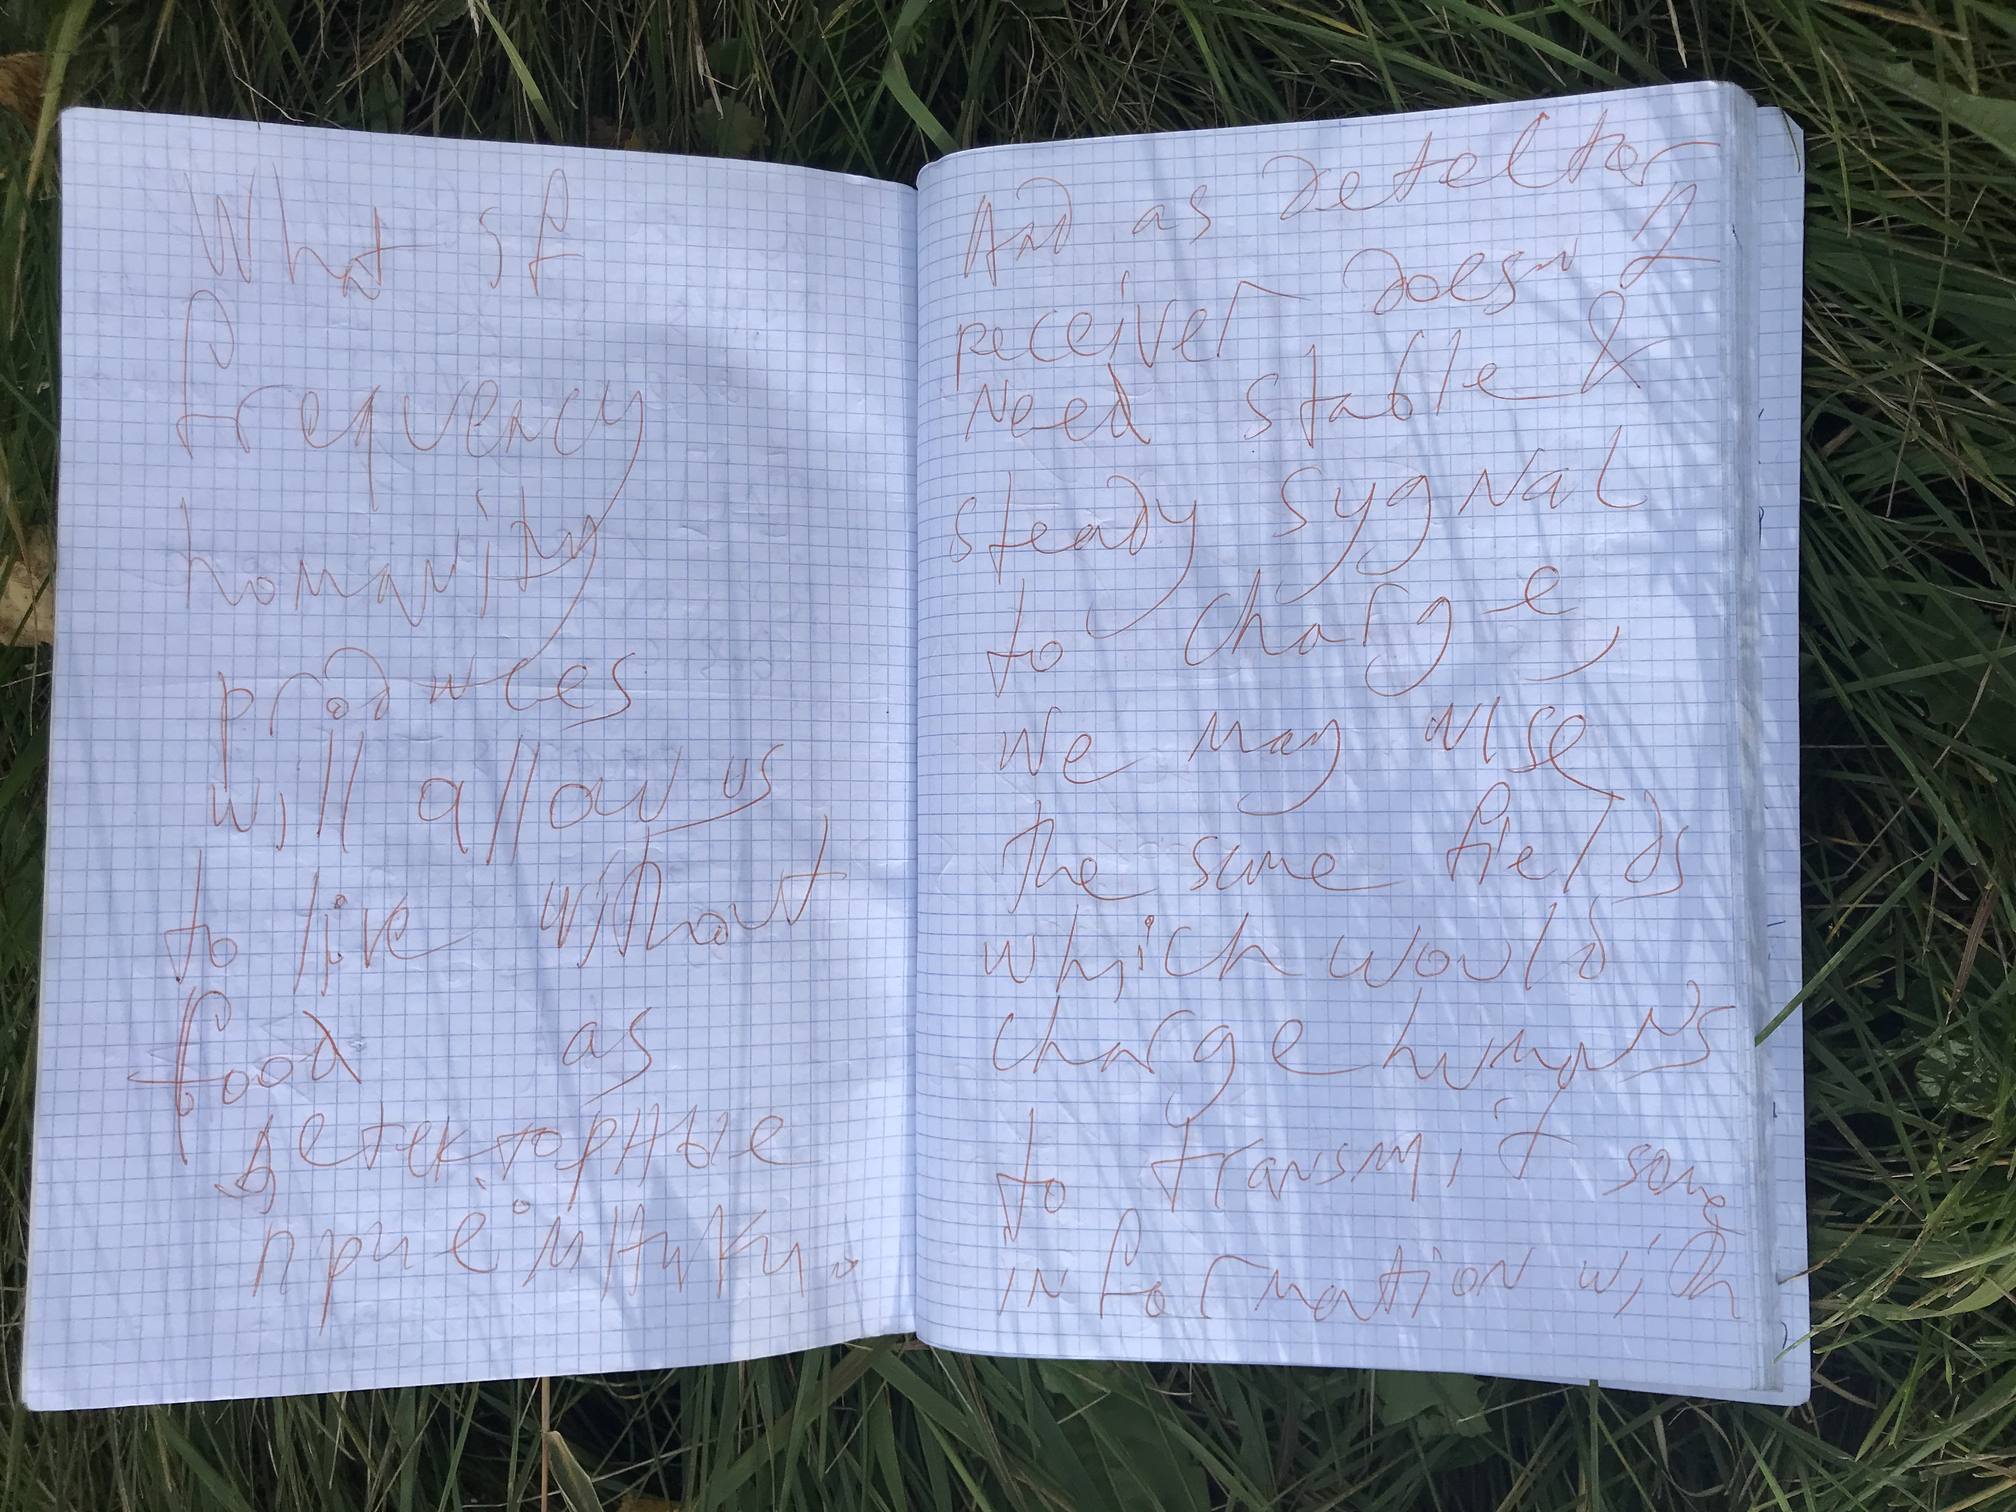 What if
frequency
homanity
produces
will allow us
to live without
food as
детекторные
приёмники.
And as detector
receiver doesn't
need stable &
steady sygnal
to charge,
we may use
the same fields
which would
charge humans
to transmit some
information with